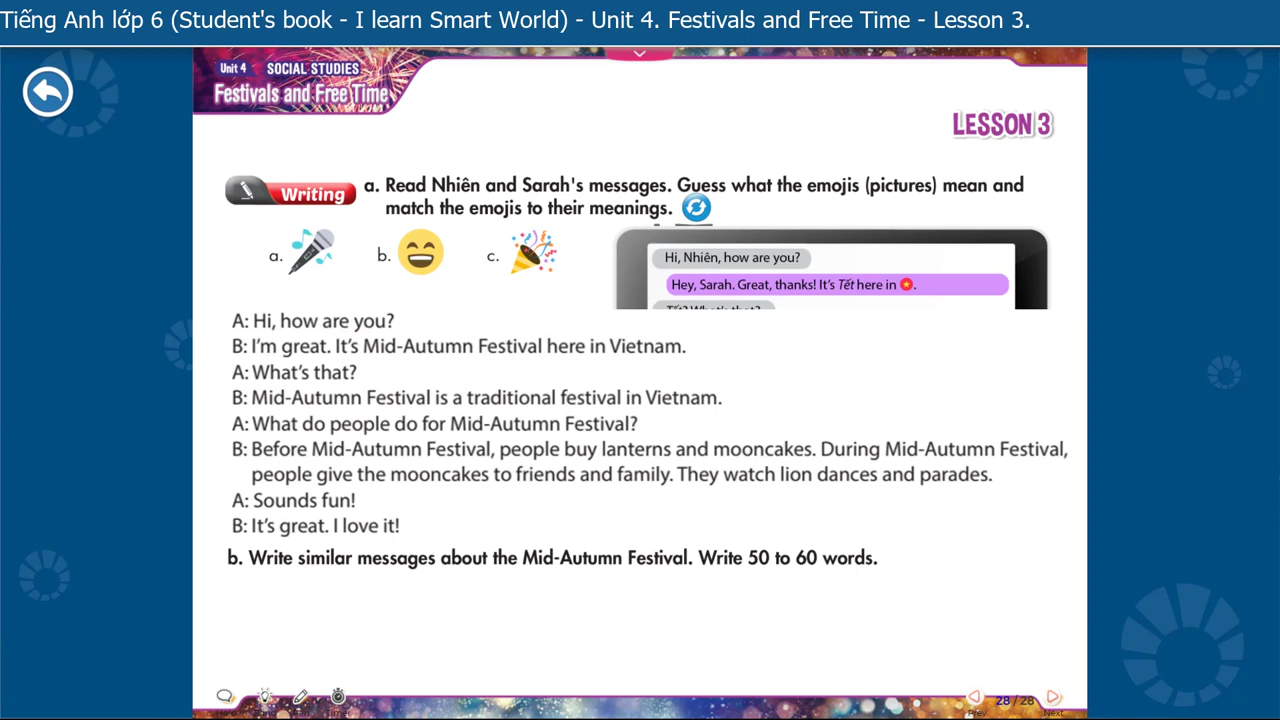 Tiếng Anh lớp 6 (Student's book - I learn Smart World) - Unit 4. Festivals and Free Time - Lesson 3.
Unit 4 SOCIAL STUDIES
Festivals and Free Time
LESSON 3
Writing
a. Read Nhiên and Sarah's messages. Guess what the emojis (pictures) mean and
match the emojis to their meanings.
a. b. c.
Hi, Nhiên, how are you?
Hey, Sarah. Great, thanks! It's Tết here in .
Tết? What's that?
A: Hi, how are you?
B: I'm great. It's Mid-Autumn Festival here in Vietnam.
A: What's that?
B: Mid-Autumn Festival is a traditional festival in Vietnam.
A: What do people do for Mid-Autumn Festival?
B: Before Mid-Autumn Festival, people buy lanterns and mooncakes. During Mid-Autumn Festival,
people give the mooncakes to friends and family. They watch lion dances and parades.
A: Sounds fun!
B: It's great. I love it!
b. Write similar messages about the Mid-Autumn Festival. Write 50 to 60 words.
28 / 28
Prev Next